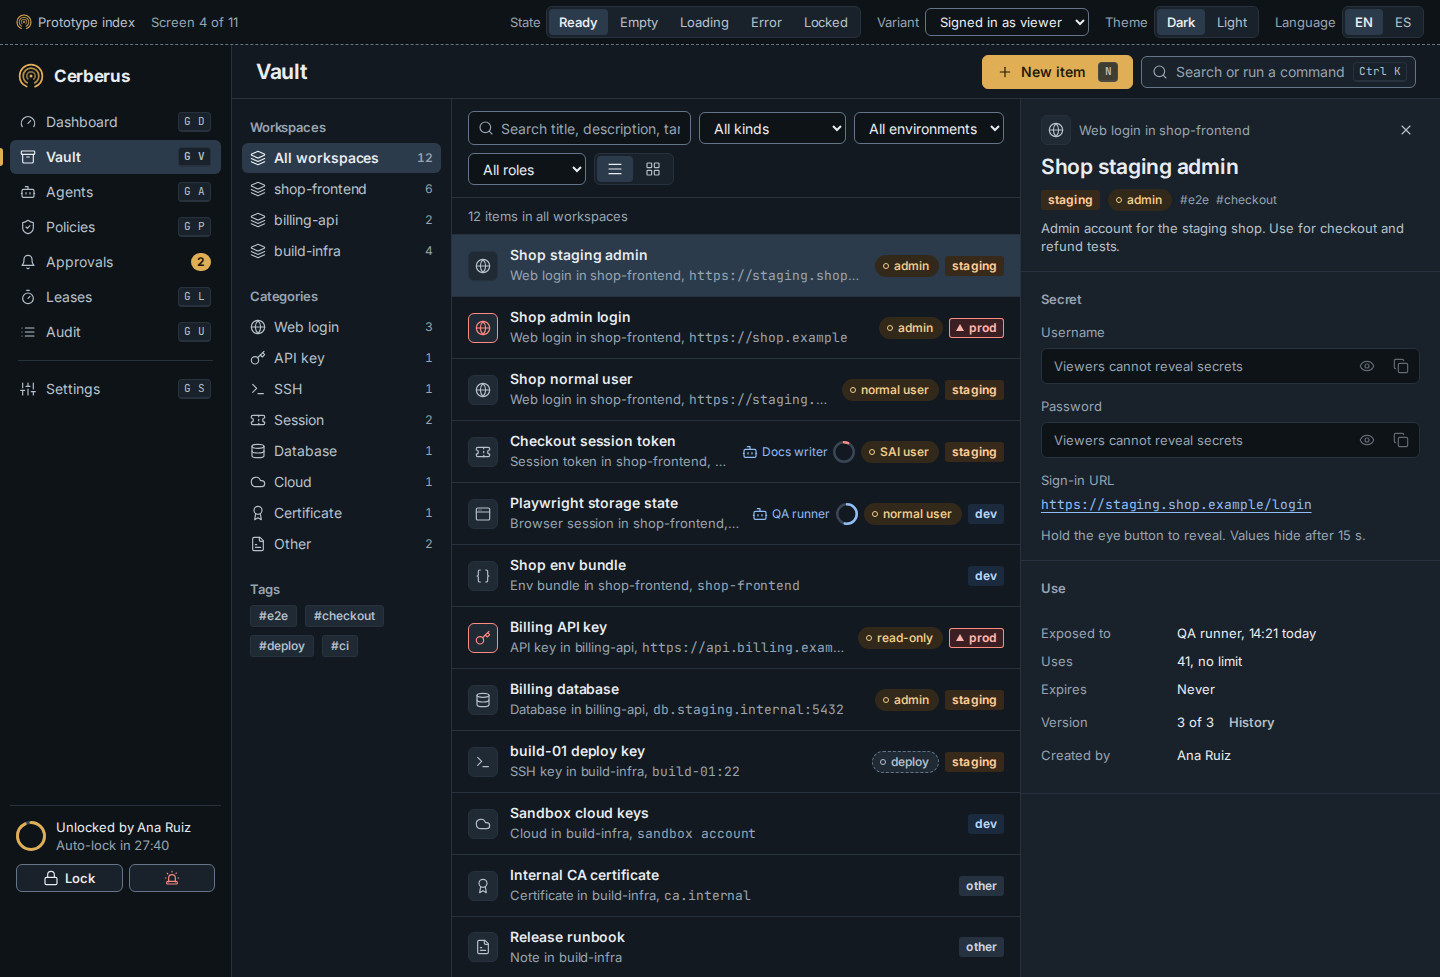 Prototype index Screen 4 of 11 State Ready Empty Loading Error Locked Variant Signed in as viewer Theme Dark Light Language EN ES
Cerberus
Dashboard G D
Vault G V
Agents G A
Policies G P
Approvals 2
Leases G L
Audit G U
Settings G S
Unlocked by Ana Ruiz
Auto-lock in 27:40
Lock
Vault
New item N
Search or run a command Ctrl K
Workspaces
All workspaces 12
shop-frontend 6
billing-api 2
build-infra 4
Categories
Web login 3
API key 1
SSH 1
Session 2
Database 1
Cloud 1
Certificate 1
Other 2
Tags
#e2e #checkout
#deploy #ci
Search title, description, tar All kinds All environments
All roles
12 items in all workspaces
Shop staging admin
Web login in shop-frontend, https://staging.shop… admin staging
Shop admin login
Web login in shop-frontend, https://shop.example admin prod
Shop normal user
Web login in shop-frontend, https://staging.… normal user staging
Checkout session token
Session token in shop-frontend, … Docs writer SAI user staging
Playwright storage state
Browser session in shop-frontend,… QA runner normal user dev
Shop env bundle
Env bundle in shop-frontend, shop-frontend dev
Billing API key
API key in billing-api, https://api.billing.exam… read-only prod
Billing database
Database in billing-api, db.staging.internal:5432 admin staging
build-01 deploy key
SSH key in build-infra, build-01:22 deploy staging
Sandbox cloud keys
Cloud in build-infra, sandbox account dev
Internal CA certificate
Certificate in build-infra, ca.internal other
Release runbook
Note in build-infra other
Web login in shop-frontend
Shop staging admin
staging admin #e2e #checkout
Admin account for the staging shop. Use for checkout and
refund tests.
Secret
Username
Viewers cannot reveal secrets
Password
Viewers cannot reveal secrets
Sign-in URL
https://staging.shop.example/login
Hold the eye button to reveal. Values hide after 15 s.
Use
Exposed to QA runner, 14:21 today
Uses 41, no limit
Expires Never
Version 3 of 3 History
Created by Ana Ruiz